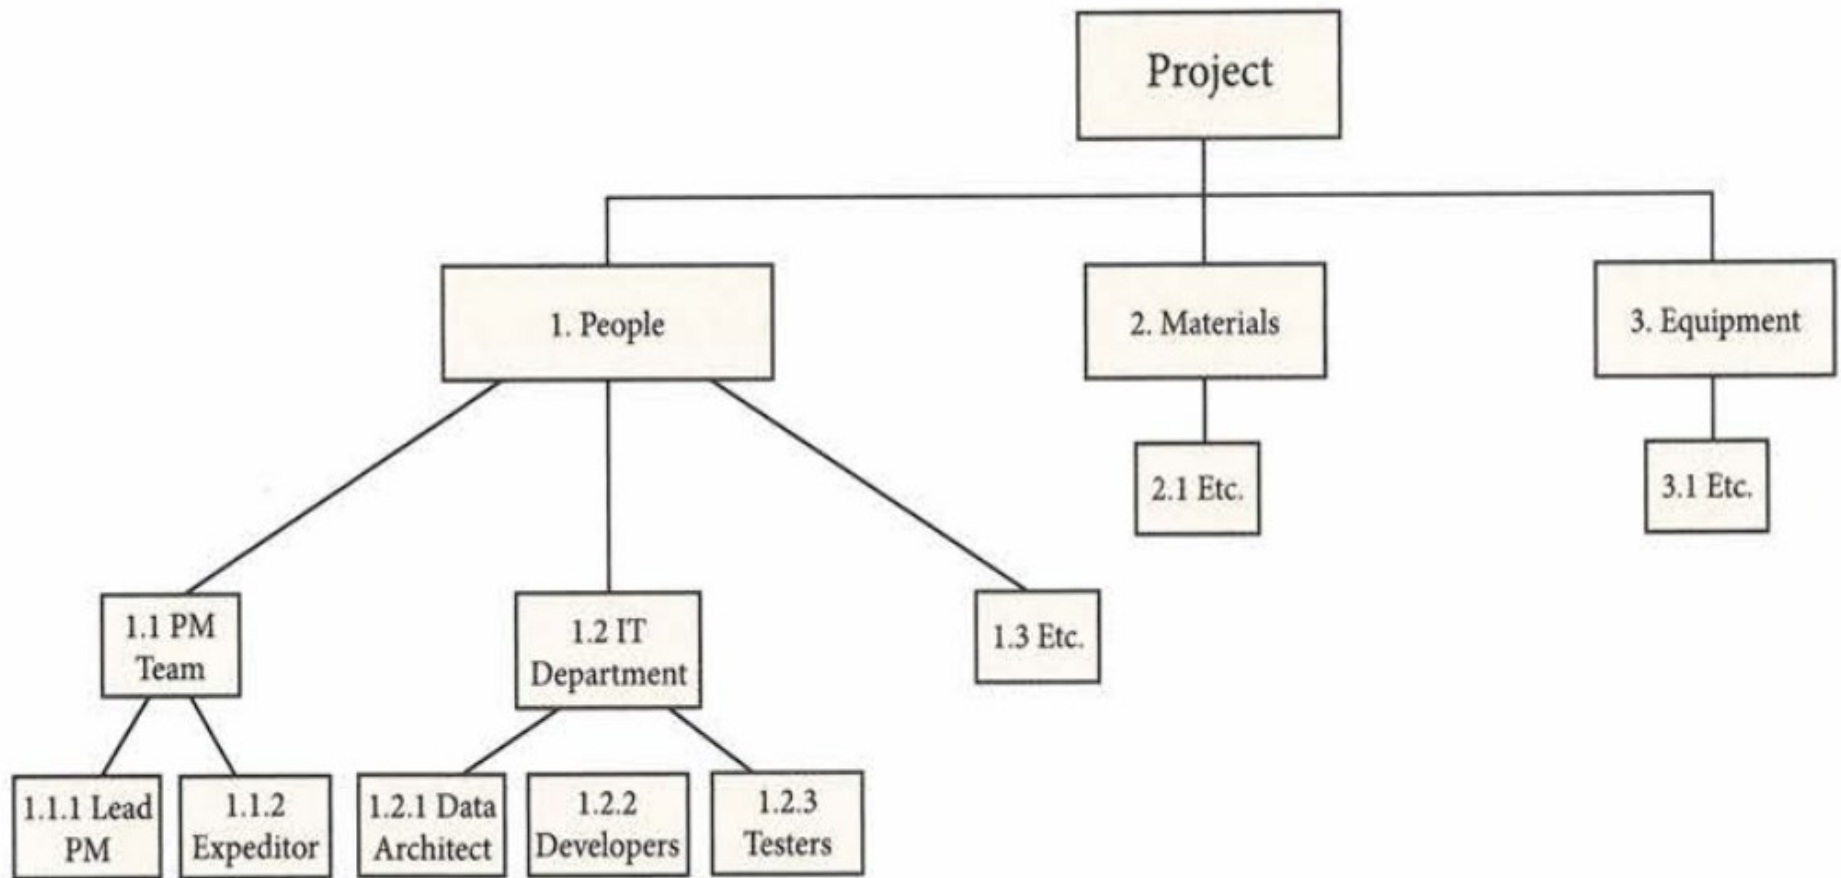 Project
1. People
2. Materials
3. Equipment
2.1 Etc.
3.1 Etc.
1.1 PM
Team
1.2 IT
Department
1.3 Etc.
1.1.1 Lead
PM
1.1.2
Expeditor
1.2.1 Data
Architect
1.2.2
Developers
1.2.3
Testers